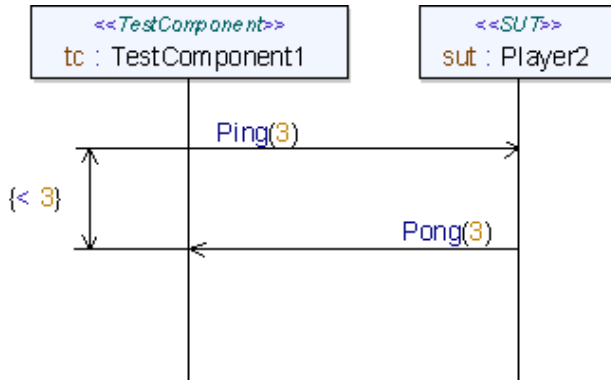 <<TestComponent>>
tc : TestComponent1
<<SUT>>
sut : Player2
Ping(3)
{< 3}
Pong(3)